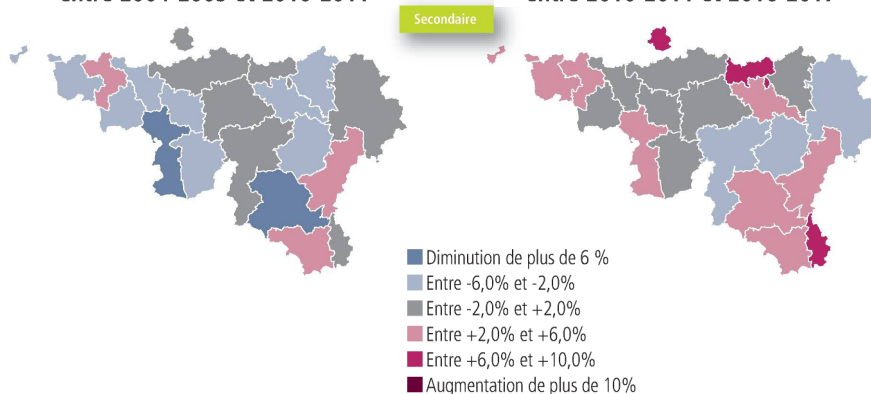 Secondaire
Diminution de plus de 6 %
Entre -6,0% et -2,0%
Entre -2,0% et +2,0%
Entre +2,0% et +6,0%
Entre +6,0% et +10,0%
Augmentation de plus de 10%